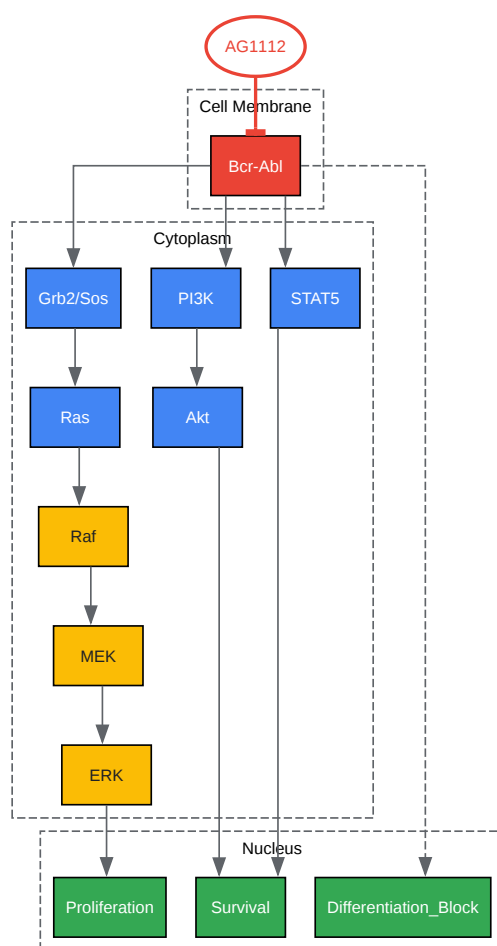 AG1112
Cell Membrane
Bcr-Abl
Cytoplasm
Grb2/Sos
PI3K
STAT5
Ras
Akt
Raf
MEK
ERK
Nucleus
Proliferation
Survival
Differentiation_Block